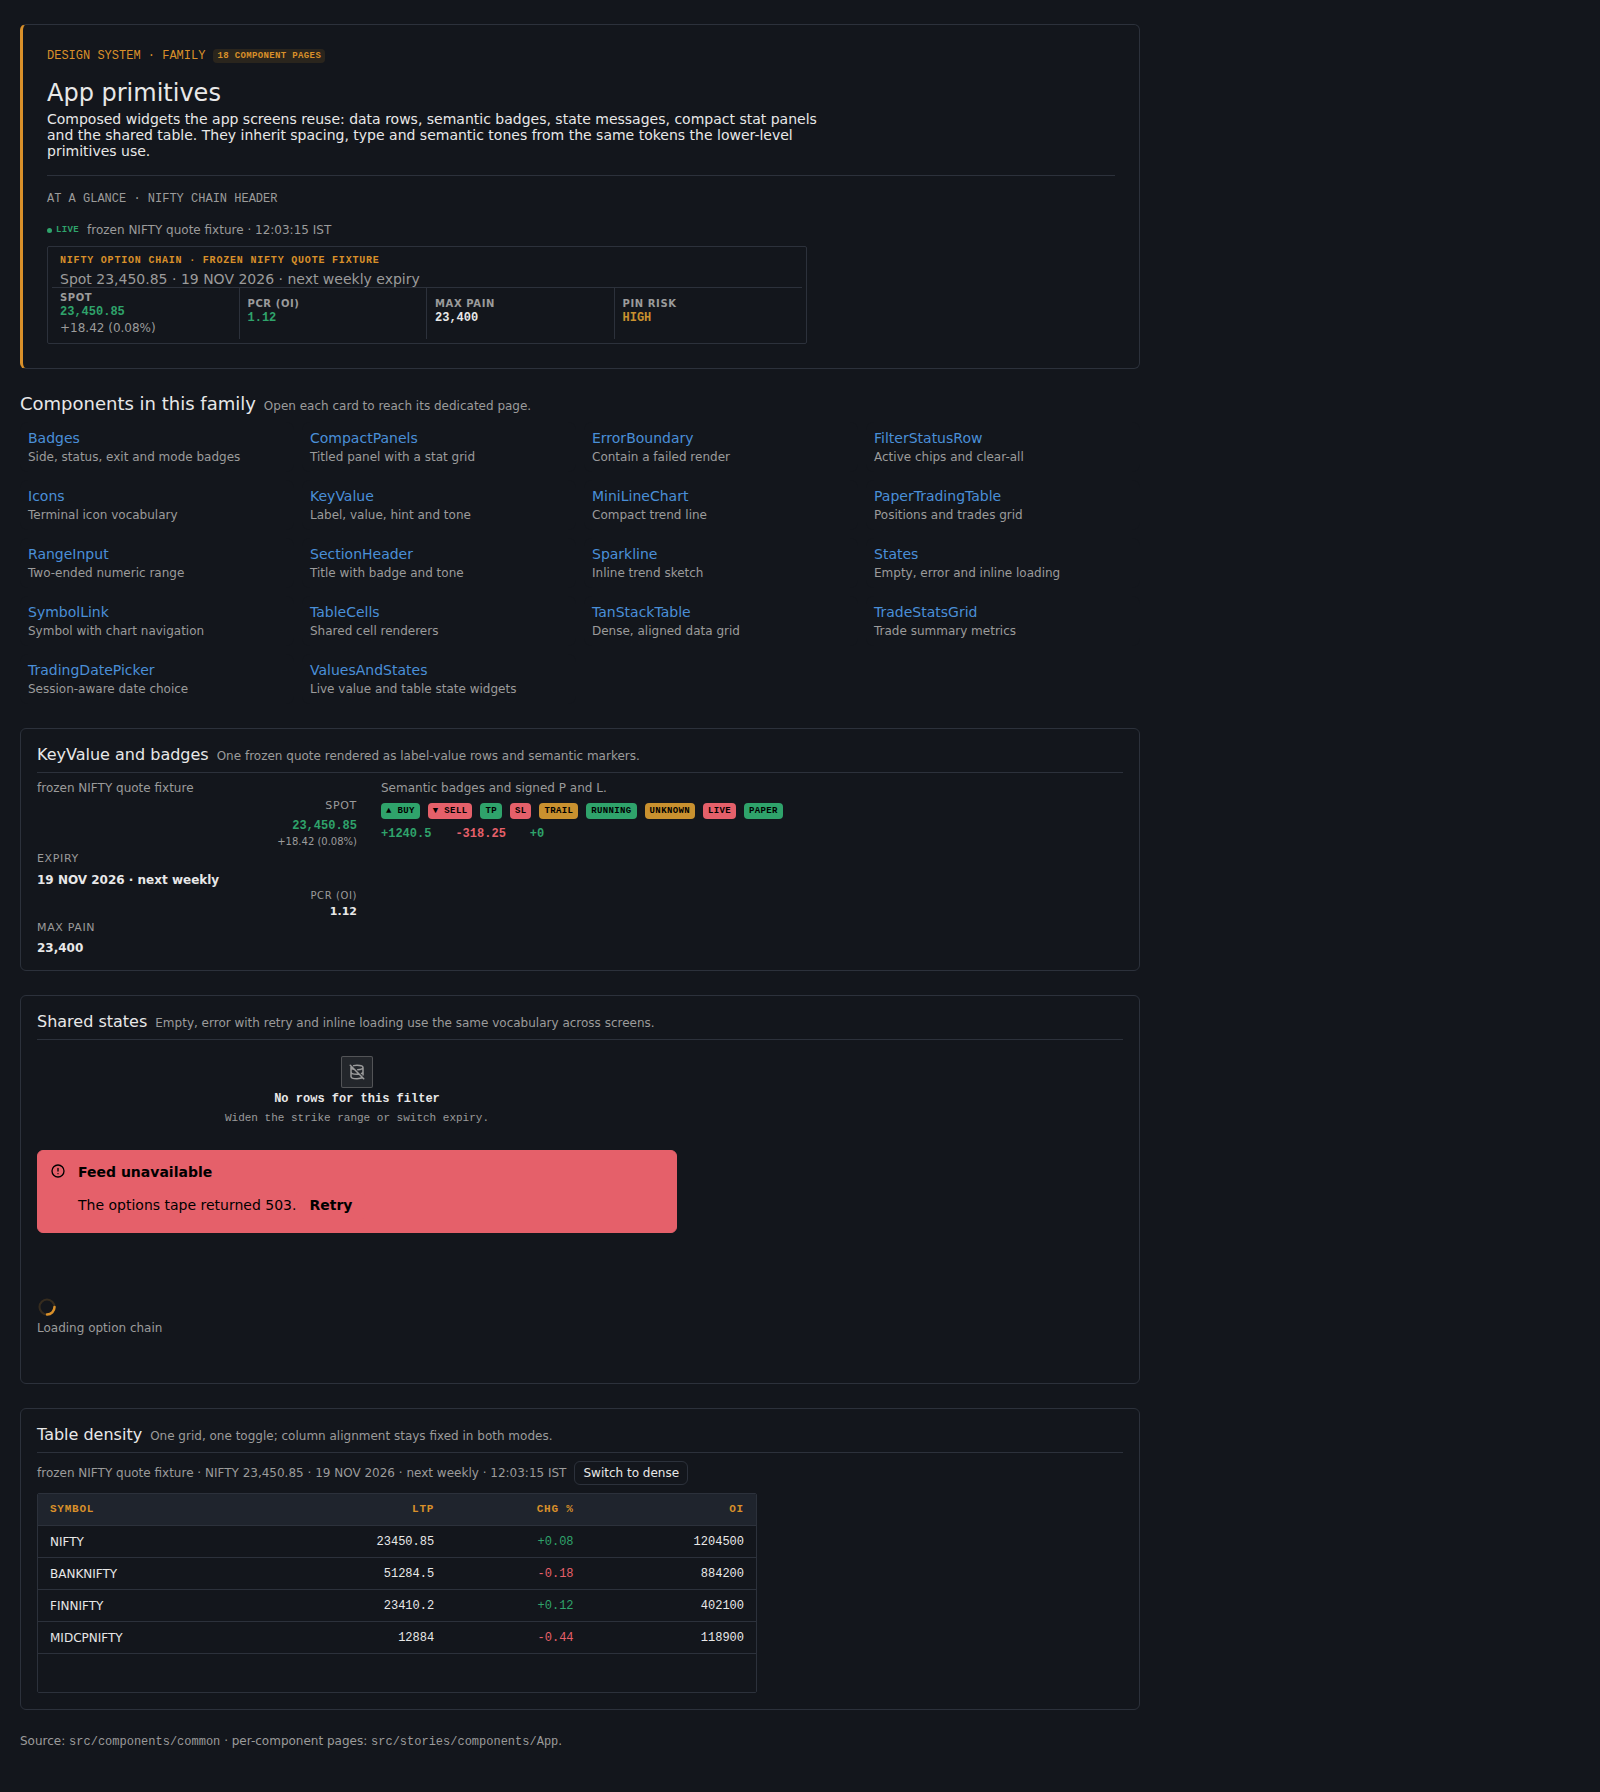 DESIGN SYSTEM · FAMILY 18 COMPONENT PAGES
App primitives
Composed widgets the app screens reuse: data rows, semantic badges, state messages, compact stat panels
and the shared table. They inherit spacing, type and semantic tones from the same tokens the lower-level
primitives use.
AT A GLANCE · NIFTY CHAIN HEADER
LIVE frozen NIFTY quote fixture · 12:03:15 IST
NIFTY OPTION CHAIN · FROZEN NIFTY QUOTE FIXTURE
Spot 23,450.85 · 19 NOV 2026 · next weekly expiry
SPOT
23,450.85
+18.42 (0.08%)
PCR (OI)
1.12
MAX PAIN
23,400
PIN RISK
HIGH
Components in this family Open each card to reach its dedicated page.
Badges
Side, status, exit and mode badges
CompactPanels
Titled panel with a stat grid
ErrorBoundary
Contain a failed render
FilterStatusRow
Active chips and clear-all
Icons
Terminal icon vocabulary
KeyValue
Label, value, hint and tone
MiniLineChart
Compact trend line
PaperTradingTable
Positions and trades grid
RangeInput
Two-ended numeric range
SectionHeader
Title with badge and tone
Sparkline
Inline trend sketch
States
Empty, error and inline loading
SymbolLink
Symbol with chart navigation
TableCells
Shared cell renderers
TanStackTable
Dense, aligned data grid
TradeStatsGrid
Trade summary metrics
TradingDatePicker
Session-aware date choice
ValuesAndStates
Live value and table state widgets
KeyValue and badges One frozen quote rendered as label-value rows and semantic markers.
frozen NIFTY quote fixture
SPOT
23,450.85
+18.42 (0.08%)
EXPIRY
19 NOV 2026 · next weekly
PCR (OI)
1.12
MAX PAIN
23,400
Semantic badges and signed P and L.
▲ BUY ▼ SELL TP SL TRAIL RUNNING UNKNOWN LIVE PAPER
+1240.5 -318.25 +0
Shared states Empty, error with retry and inline loading use the same vocabulary across screens.
No rows for this filter
Widen the strike range or switch expiry.
Feed unavailable
The options tape returned 503. Retry
Loading option chain
Table density One grid, one toggle; column alignment stays fixed in both modes.
frozen NIFTY quote fixture · NIFTY 23,450.85 · 19 NOV 2026 · next weekly · 12:03:15 IST Switch to dense
SYMBOL LTP CHG % OI
NIFTY 23450.85 +0.08 1204500
BANKNIFTY 51284.5 -0.18 884200
FINNIFTY 23410.2 +0.12 402100
MIDCPNIFTY 12884 -0.44 118900
Source: src/components/common · per-component pages: src/stories/components/App.